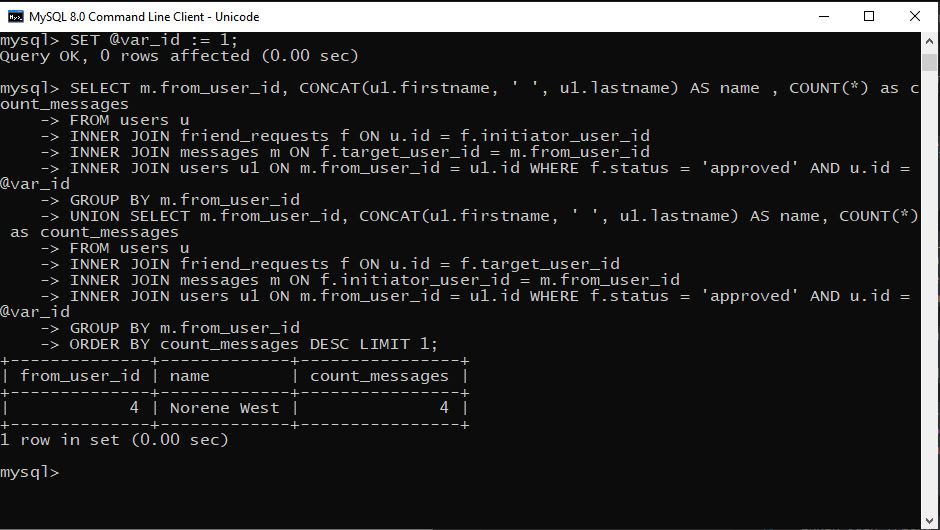 MySQL 8.0 Command Line Client - Unicode
mysql> SET @var_id := 1;
Query OK, 0 rows affected (0.00 sec)
mysql> SELECT m.from_user_id, CONCAT(u1.firstname, ' ', u1.lastname) AS name , COUNT(*) as c
ount_messages
    -> FROM users u
    -> INNER JOIN friend_requests f ON u.id = f.initiator_user_id
    -> INNER JOIN messages m ON f.target_user_id = m.from_user_id
    -> INNER JOIN users u1 ON m.from_user_id = u1.id WHERE f.status = 'approved' AND u.id =
@var_id
    -> GROUP BY m.from_user_id
    -> UNION SELECT m.from_user_id, CONCAT(u1.firstname, ' ', u1.lastname) AS name, COUNT(*)
 as count_messages
    -> FROM users u
    -> INNER JOIN friend_requests f ON u.id = f.target_user_id
    -> INNER JOIN messages m ON f.initiator_user_id = m.from_user_id
    -> INNER JOIN users u1 ON m.from_user_id = u1.id WHERE f.status = 'approved' AND u.id =
@var_id
    -> GROUP BY m.from_user_id
    -> ORDER BY count_messages DESC LIMIT 1;
+--------------+-------------+----------------+
| from_user_id | name        | count_messages |
+--------------+-------------+----------------+
|            4 | Norene West |              4 |
+--------------+-------------+----------------+
1 row in set (0.00 sec)
mysql>